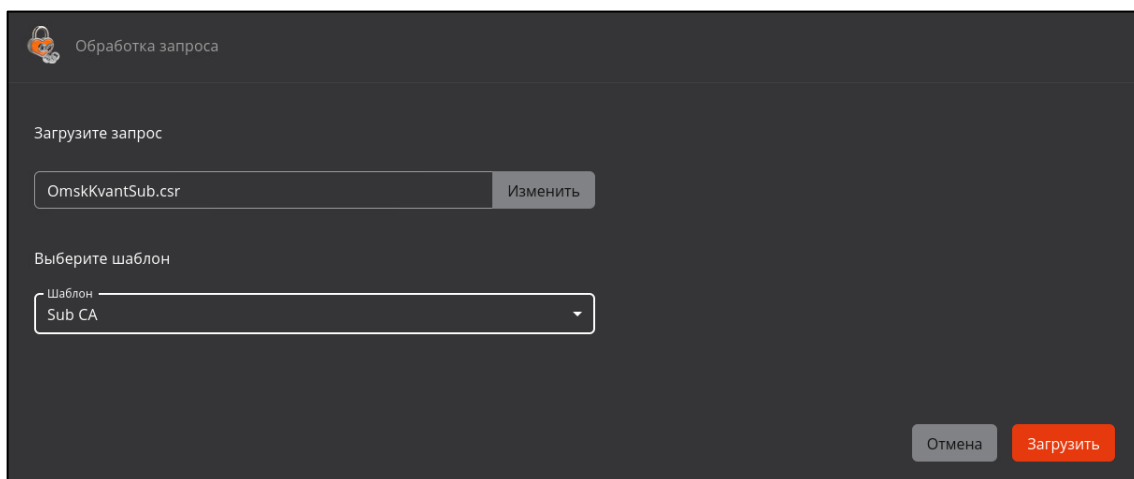 Обработка запроса
Загрузите запрос
OmskKvantSub.csr Изменить
Выберите шаблон
Шаблон
Sub CA
Отмена Загрузить